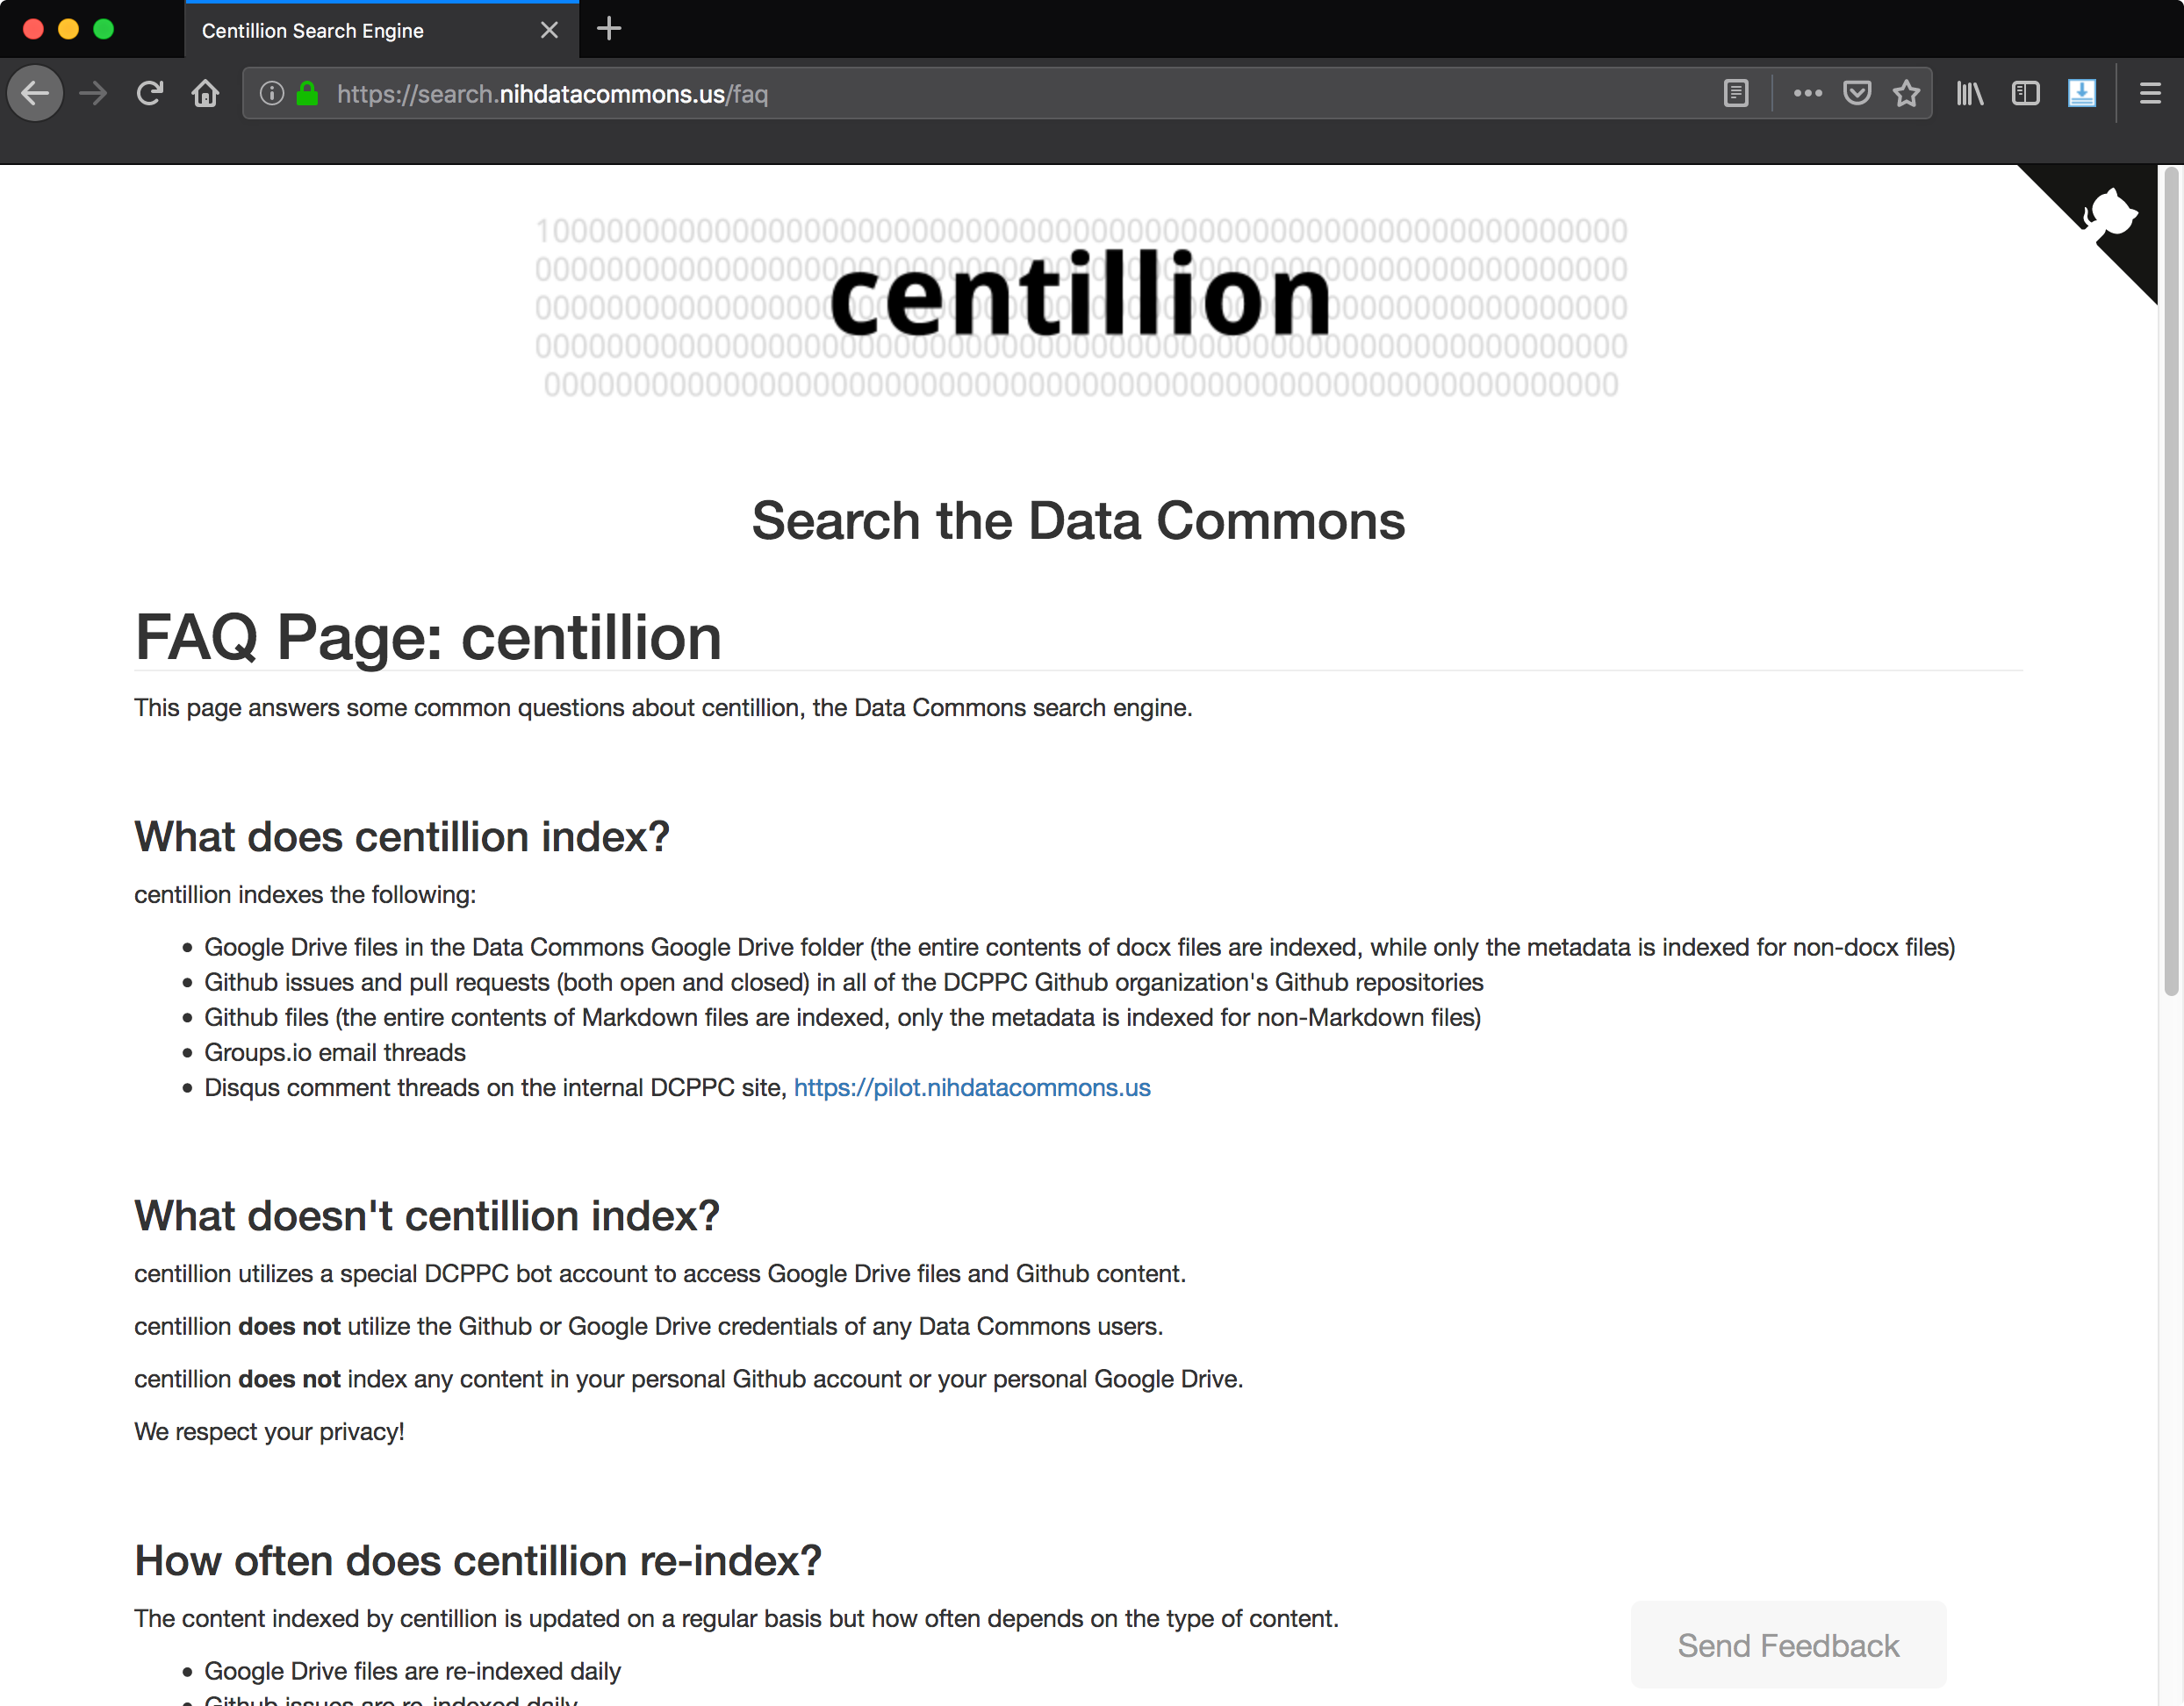 Centillion Search Engine
https://search.nihdatacommons.us/faq
centillion
Search the Data Commons
FAQ Page: centillion
This page answers some common questions about centillion, the Data Commons search engine.
What does centillion index?
centillion indexes the following:
• Google Drive files in the Data Commons Google Drive folder (the entire contents of docx files are indexed, while only the metadata is indexed for non-docx files)
• Github issues and pull requests (both open and closed) in all of the DCPPC Github organization's Github repositories
• Github files (the entire contents of Markdown files are indexed, only the metadata is indexed for non-Markdown files)
• Groups.io email threads
• Disqus comment threads on the internal DCPPC site, https://pilot.nihdatacommons.us
What doesn't centillion index?
centillion utilizes a special DCPPC bot account to access Google Drive files and Github content.
centillion does not utilize the Github or Google Drive credentials of any Data Commons users.
centillion does not index any content in your personal Github account or your personal Google Drive.
We respect your privacy!
How often does centillion re-index?
The content indexed by centillion is updated on a regular basis but how often depends on the type of content.
• Google Drive files are re-indexed daily
• Github issues are re-indexed daily
Send Feedback